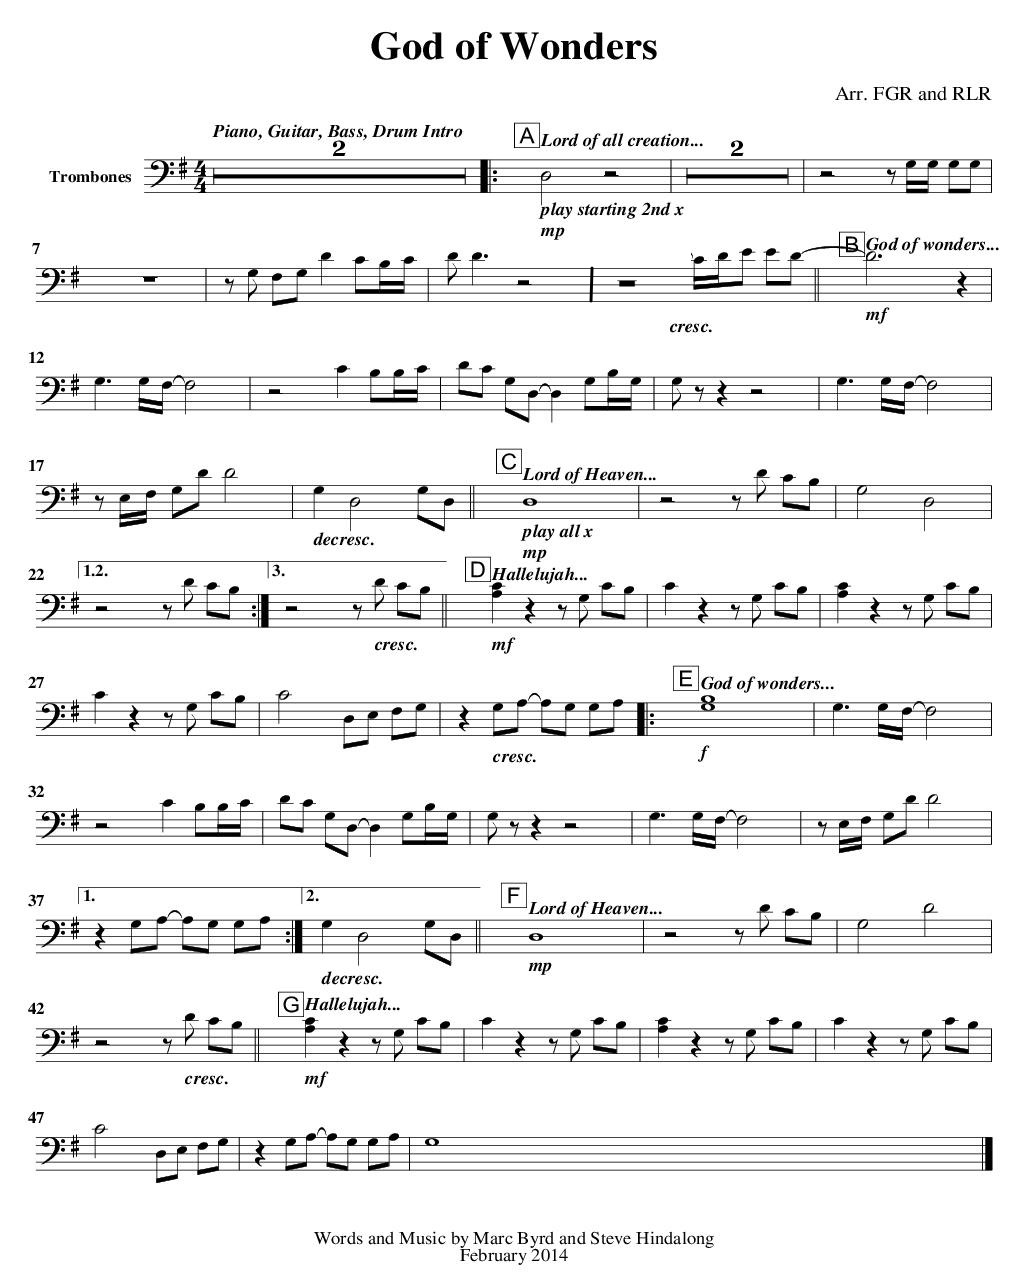 God of Wonders
Arr. FGR and RLR
Piano, Guitar, Bass, Drum Intro
2
A
Lord of all creation...
2
Trombones
4
4
play starting 2nd x
mp
7
B
God of wonders...
cresc.
mf
12
17
C
Lord of Heaven...
decresc.
play all x
mp
22
1.2.
3.
D
Hallelujah...
cresc.
mf
27
E
God of wonders...
cresc.
f
32
37
1.
2.
F
Lord of Heaven...
decresc.
mp
42
G
Hallelujah...
cresc.
mf
47
Words and Music by Marc Byrd and Steve Hindalong
February 2014